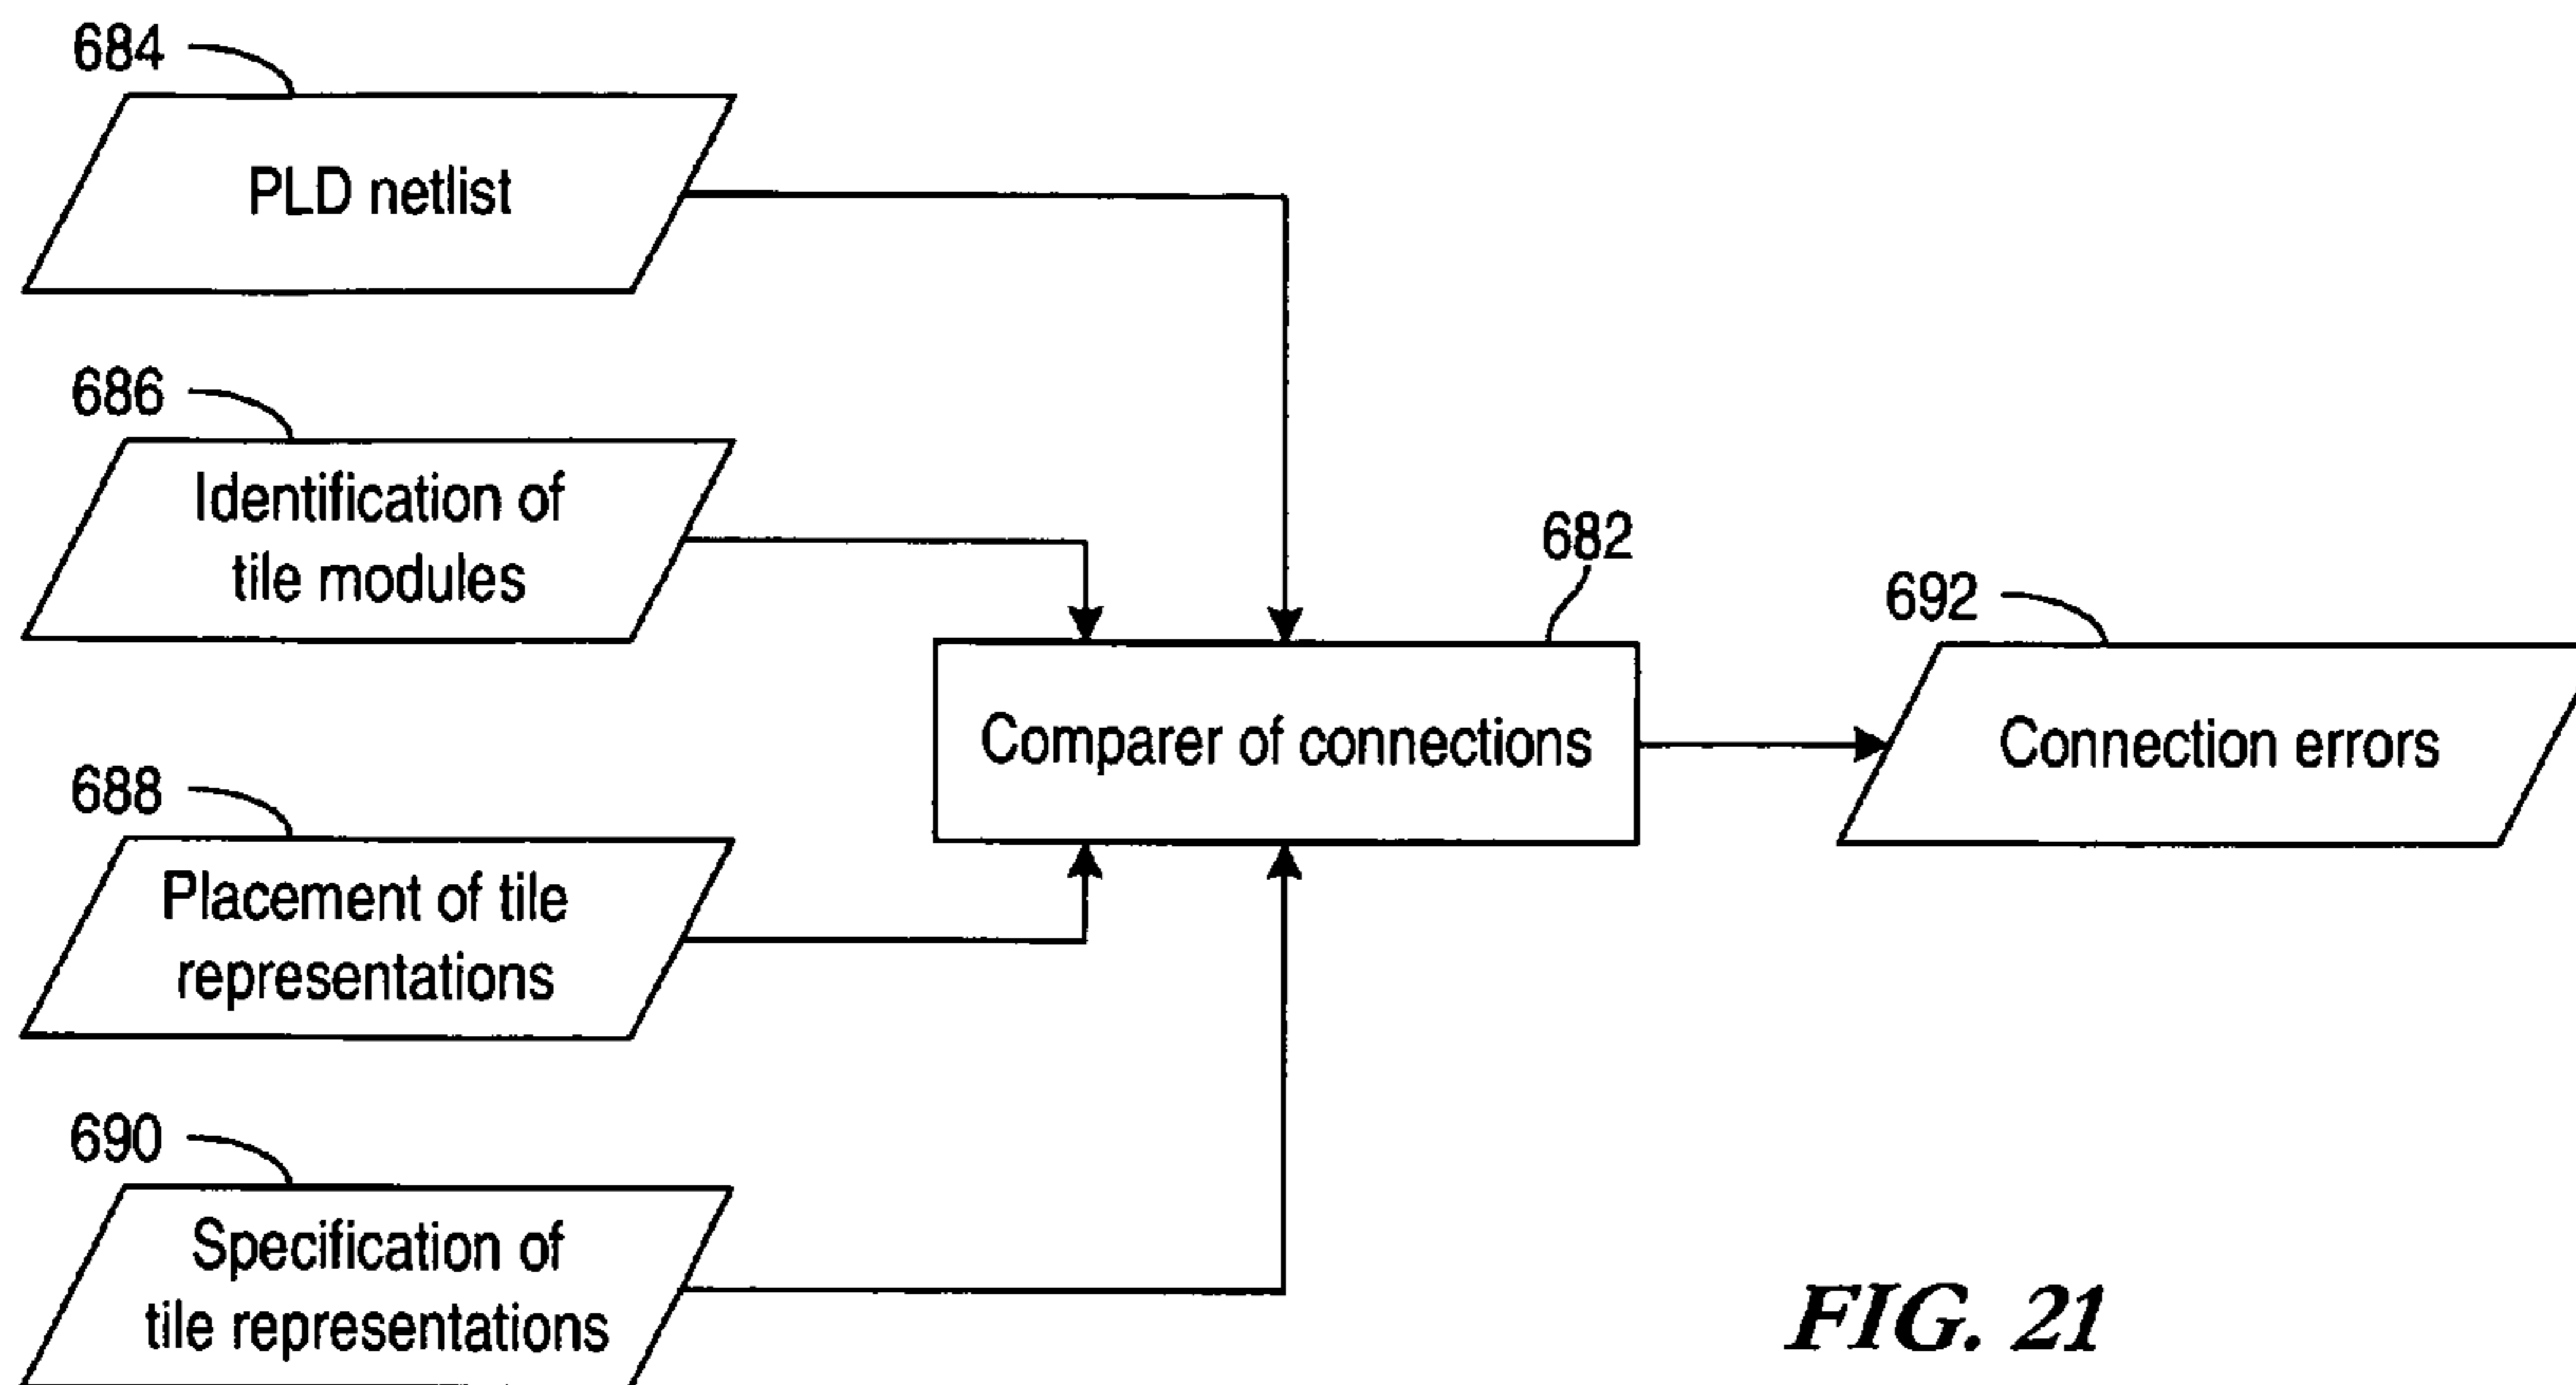 684
PLD netlist
686
Identification of
tile modules
682
Comparer of connections
692
Connection errors
688
Placement of tile
representations
690
Specification of
tile representations
FIG. 21